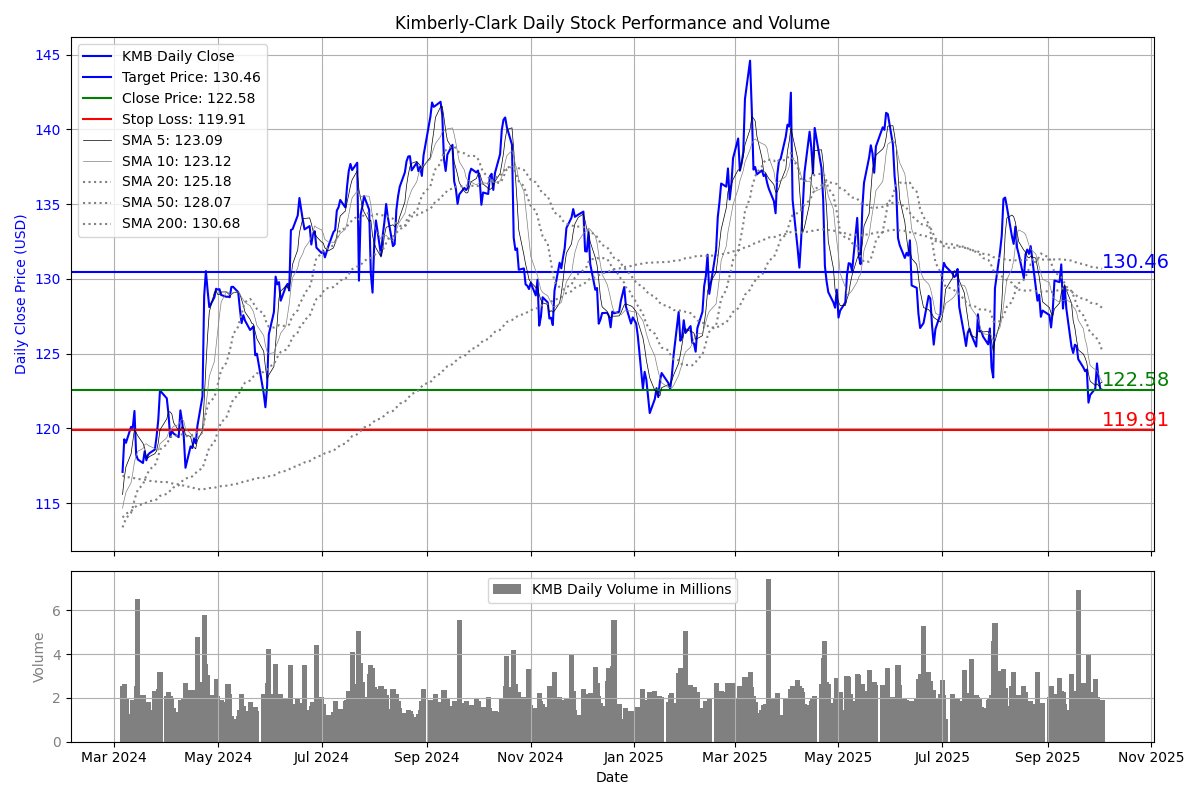 Kimberly-Clark Daily Stock Performance and Volume
KMB Daily Close
Target Price: 130.46
Close Price: 122.58
Stop Loss: 119.91
SMA 5: 123.09
SMA 10: 123.12
SMA 20: 125.18
SMA 50: 128.07
SMA 200: 130.68
145
140
135
130
125
120
115
Daily Close Price (USD)
130.46
122.58
119.91
KMB Daily Volume in Millions
6
4
2
0
Volume
Mar 2024
May 2024
Jul 2024
Sep 2024
Nov 2024
Jan 2025
Mar 2025
May 2025
Jul 2025
Sep 2025
Nov 2025
Date